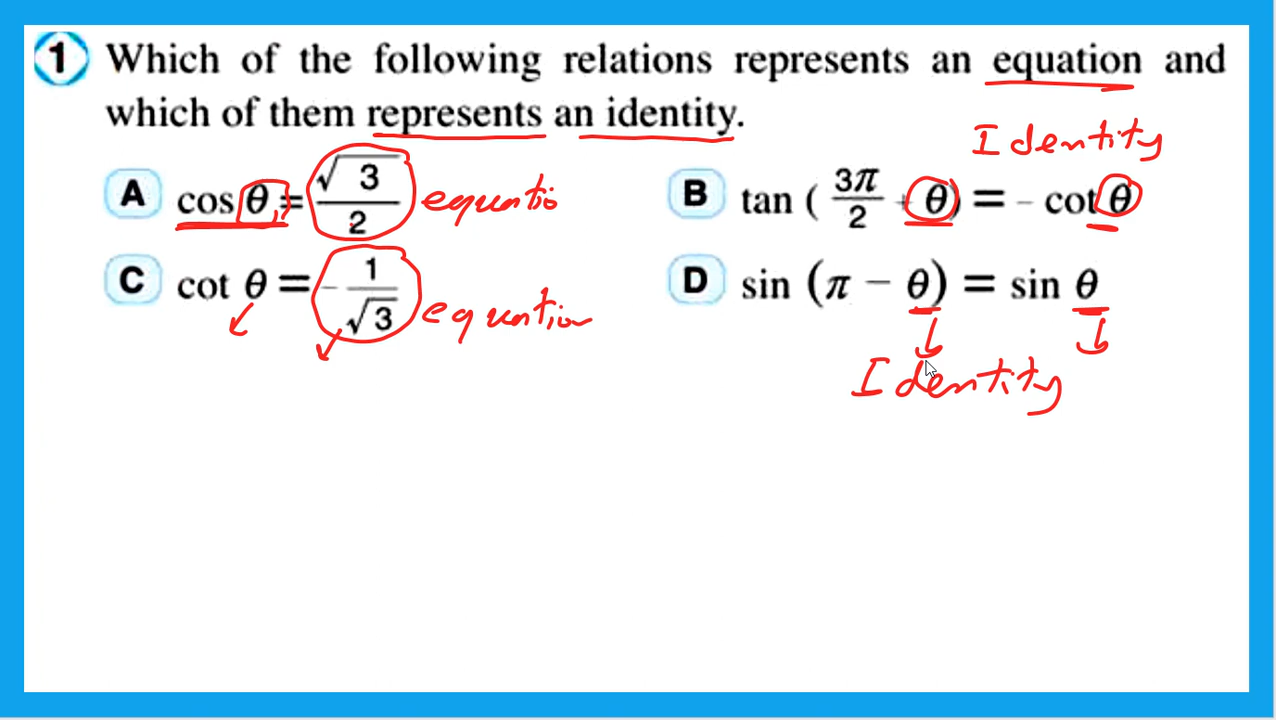 1 Which of the following relations represents an equation and
which of them represents an identity.
Identity
A cos θ = √3/2 equatio
B tan ( 3π/2 + θ) = - cot θ
C cot θ = - 1/√3 equation
D sin (π − θ) = sin θ
Identity